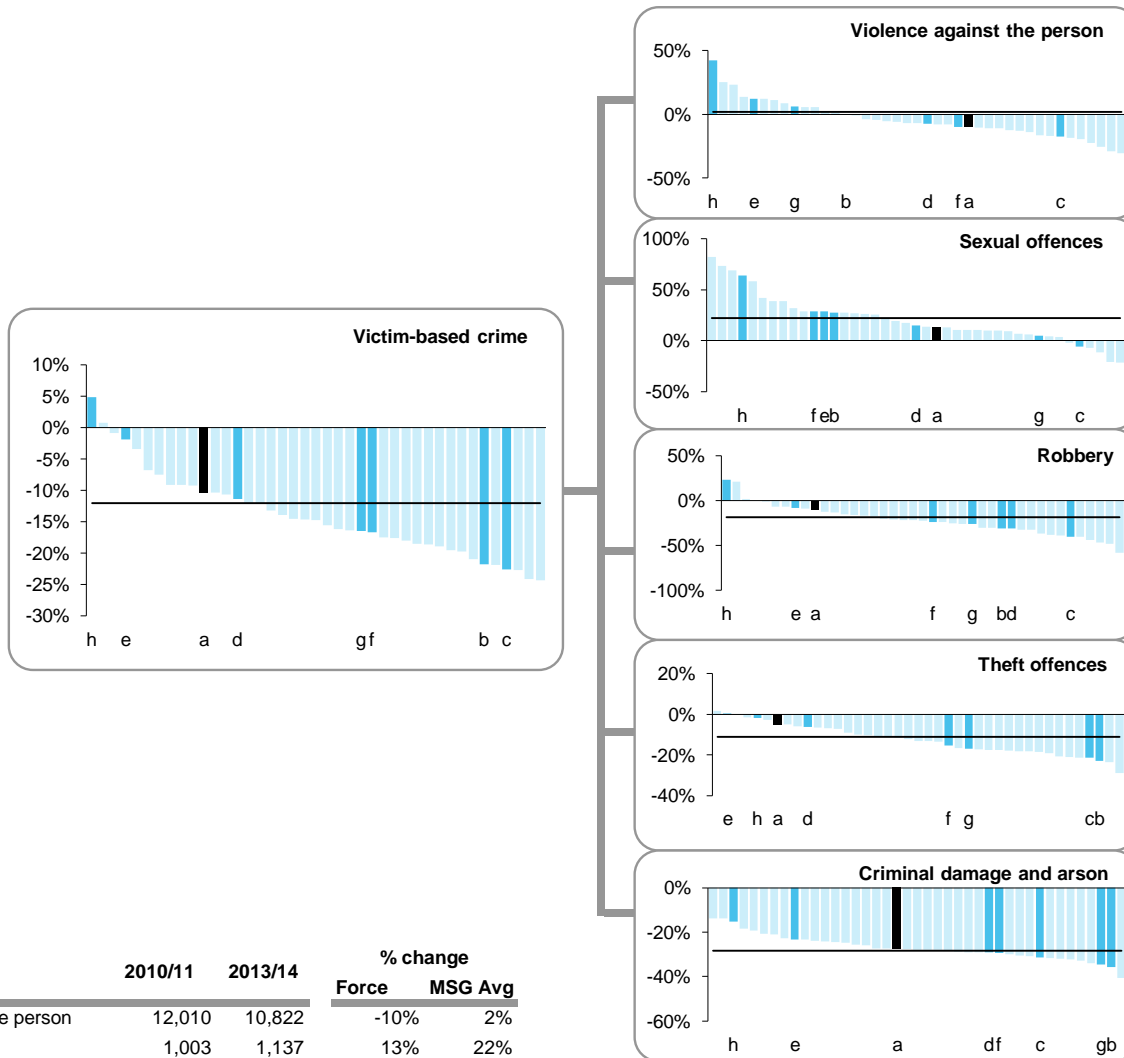 Violence against the person
50%
0%
-50%
h e g b d f a c
Sexual offences
100%
50%
0%
-50%
h f e b d a g c
Victim-based crime
10%
5%
0%
-5%
-10%
-15%
-20%
-25%
-30%
h e a d g f b c
Robbery
50%
0%
-50%
-100%
h e a f g b d c
Theft offences
20%
0%
-20%
-40%
e h a d f g c b
Criminal damage and arson
0%
-20%
-40%
-60%
h e a d f c g b
2010/11 2013/14 % change
Force MSG Avg
person 12,010 10,822 -10% 2%
1,003 1,137 13% 22%